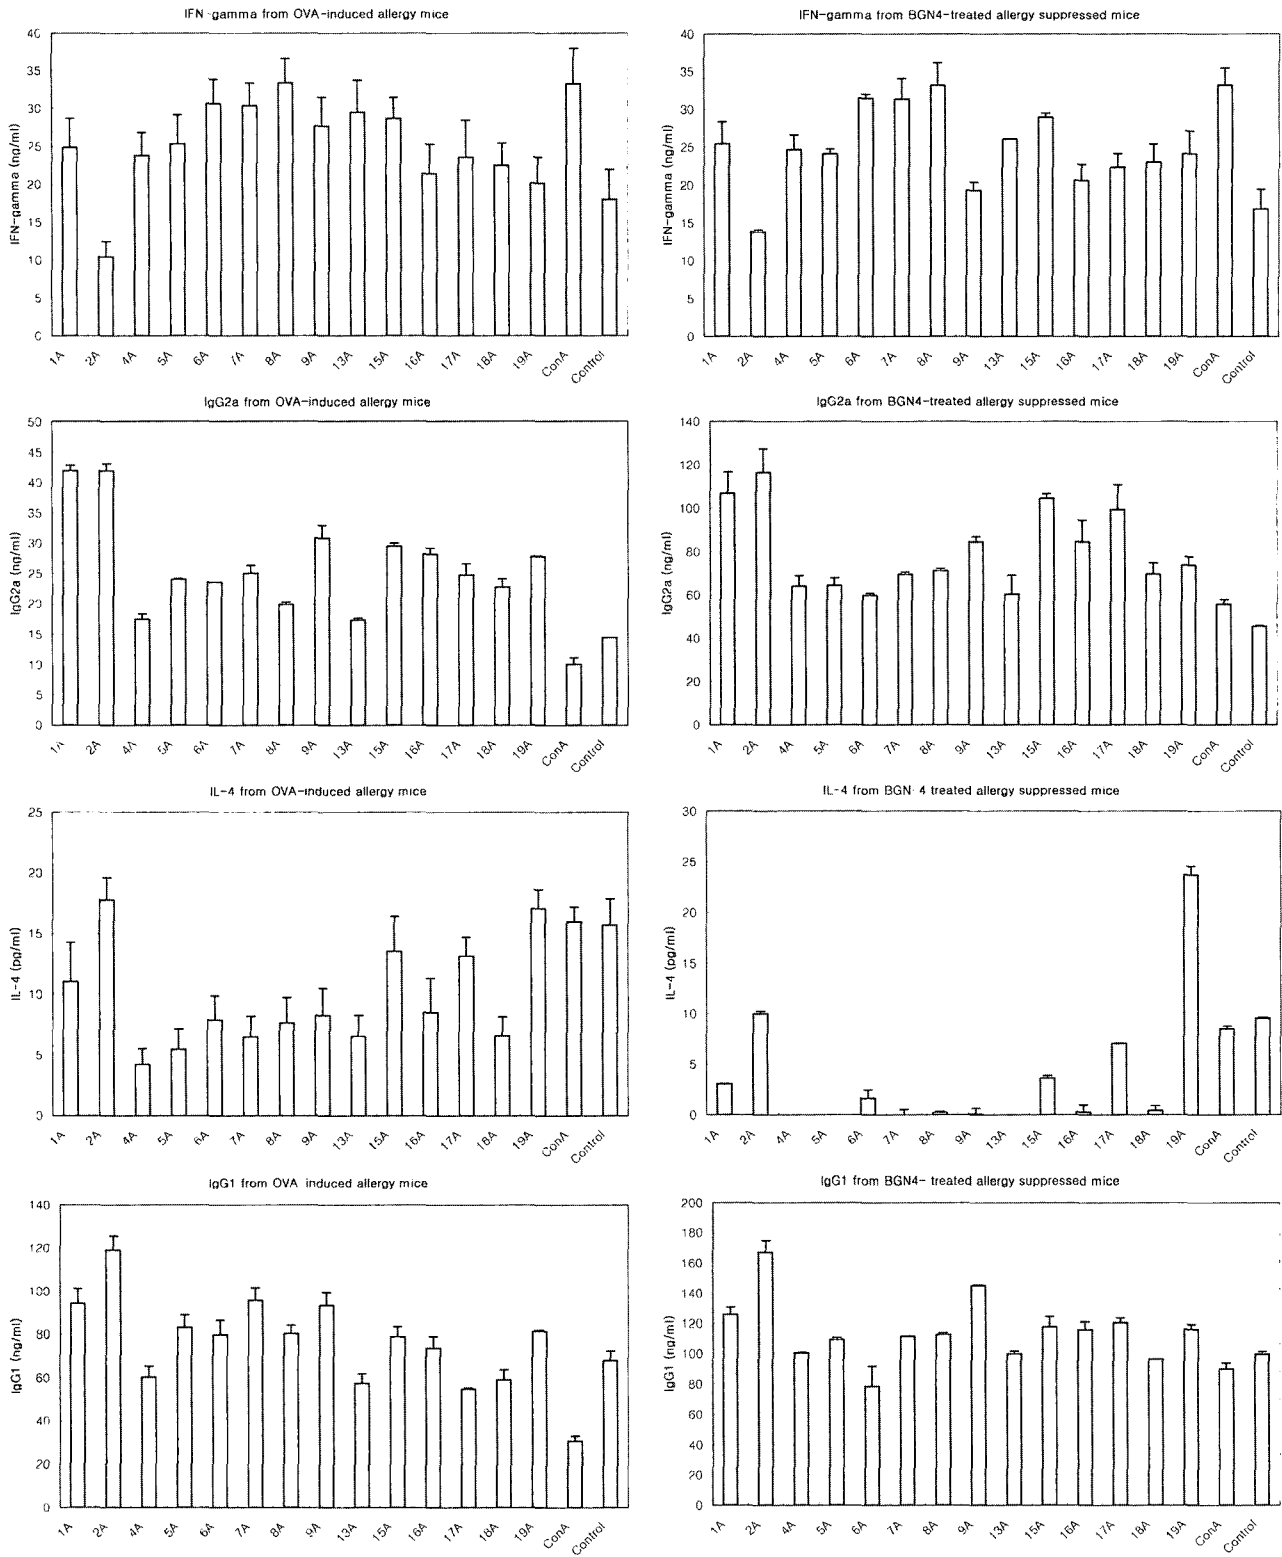 IFN-gamma from OVA-induced allergy mice
IFN-gamma (ng/ml)
40
35
30
25
20
15
10
5
0
1A 2A 4A 5A 6A 7A 8A 9A 13A 15A 16A 17A 18A 19A ConA Control
IFN-gamma from BGN4-treated allergy suppressed mice
IFN-gamma (ng/ml)
40
35
30
25
20
15
10
5
0
1A 2A 4A 5A 6A 7A 8A 9A 13A 15A 16A 17A 18A 19A ConA Control
IgG2a from OVA-induced allergy mice
IgG2a (ng/ml)
50
45
40
35
30
25
20
15
10
5
0
1A 2A 4A 5A 6A 7A 8A 9A 13A 15A 16A 17A 18A 19A ConA Control
IgG2a from BGN4-treated allergy suppressed mice
IgG2a (ng/ml)
140
120
100
80
60
40
20
0
1A 2A 4A 5A 6A 7A 8A 9A 13A 15A 16A 17A 18A 19A ConA Control
IL-4 from OVA-induced allergy mice
IL-4 (pg/ml)
25
20
15
10
5
0
1A 2A 4A 5A 6A 7A 8A 9A 13A 15A 16A 17A 18A 19A ConA Control
IL-4 from BGN-4 treated allergy suppressed mice
IL-4 (pg/ml)
30
25
20
15
10
5
0
1A 2A 4A 5A 6A 7A 8A 9A 13A 15A 16A 17A 18A 19A ConA Control
IgG1 from OVA induced allergy mice
IgG1 (ng/ml)
140
120
100
80
60
40
20
0
1A 2A 4A 5A 6A 7A 8A 9A 13A 15A 16A 17A 18A 19A ConA Control
IgG1 from BGN4- treated allergy suppressed mice
IgG1 (ng/ml)
200
180
160
140
120
100
80
60
40
20
0
1A 2A 4A 5A 6A 7A 8A 9A 13A 15A 16A 17A 18A 19A ConA Control